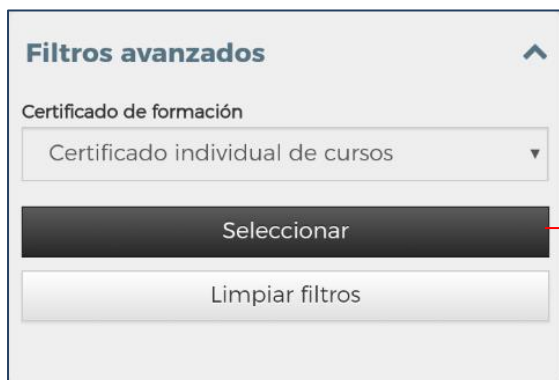 Filtros avanzados
Certificado de formación
Certificado individual de cursos
Seleccionar
Limpiar filtros